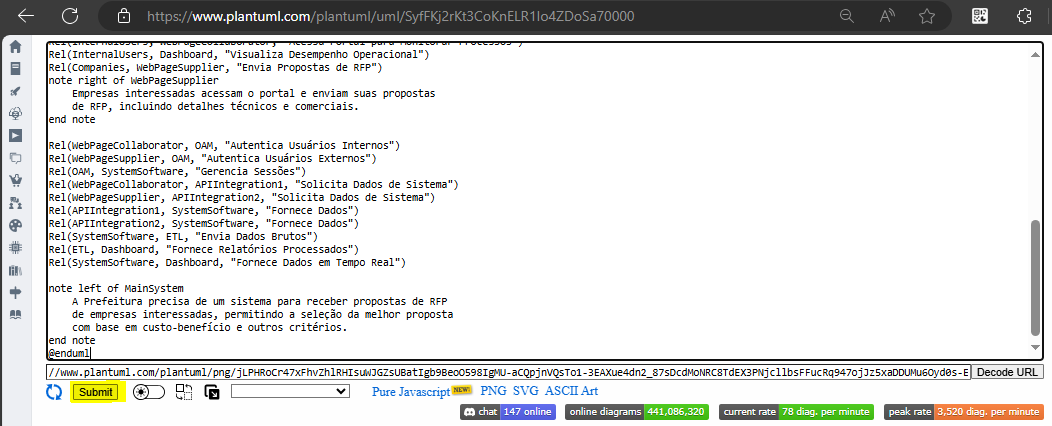 https://www.plantuml.com/plantuml/uml/SyfFKj2rKt3CoKnELR1Io4ZDoSa70000
Rel(InternalUsers, WebPageCollaborator, "Acessa Portal para Monitorar Processos")
Rel(InternalUsers, Dashboard, "Visualiza Desempenho Operacional")
Rel(Companies, WebPageSupplier, "Envia Propostas de RFP")
note right of WebPageSupplier
Empresas interessadas acessam o portal e enviam suas propostas
de RFP, incluindo detalhes técnicos e comerciais.
end note
Rel(WebPageCollaborator, OAM, "Autentica Usuários Internos")
Rel(WebPageSupplier, OAM, "Autentica Usuários Externos")
Rel(OAM, SystemSoftware, "Gerencia Sessões")
Rel(WebPageCollaborator, APIIntegration1, "Solicita Dados de Sistema")
Rel(WebPageSupplier, APIIntegration2, "Solicita Dados de Sistema")
Rel(APIIntegration1, SystemSoftware, "Fornece Dados")
Rel(APIIntegration2, SystemSoftware, "Fornece Dados")
Rel(SystemSoftware, ETL, "Envia Dados Brutos")
Rel(ETL, Dashboard, "Fornece Relatórios Processados")
Rel(SystemSoftware, Dashboard, "Fornece Dados em Tempo Real")
note left of MainSystem
A Prefeitura precisa de um sistema para receber propostas de RFP
de empresas interessadas, permitindo a seleção da melhor proposta
com base em custo-benefício e outros critérios.
end note
@enduml
//www.plantuml.com/plantuml/png/jLPHRoCr47xFhvZhlRHIsuWJGZsUBatIgb9BeoO598IgMU-aCQpjnVQsTo1-3EAXue4dn2_87sDcdMoNRC8TdEX3PNjcllbsFFucRq947ojJz5xaDDUMu6Oyd0s-E Decode URL
Submit Pure Javascript NEW! PNG SVG ASCII Art
chat 147 online online diagrams 441,086,320 current rate 78 diag. per minute peak rate 3,520 diag. per minute